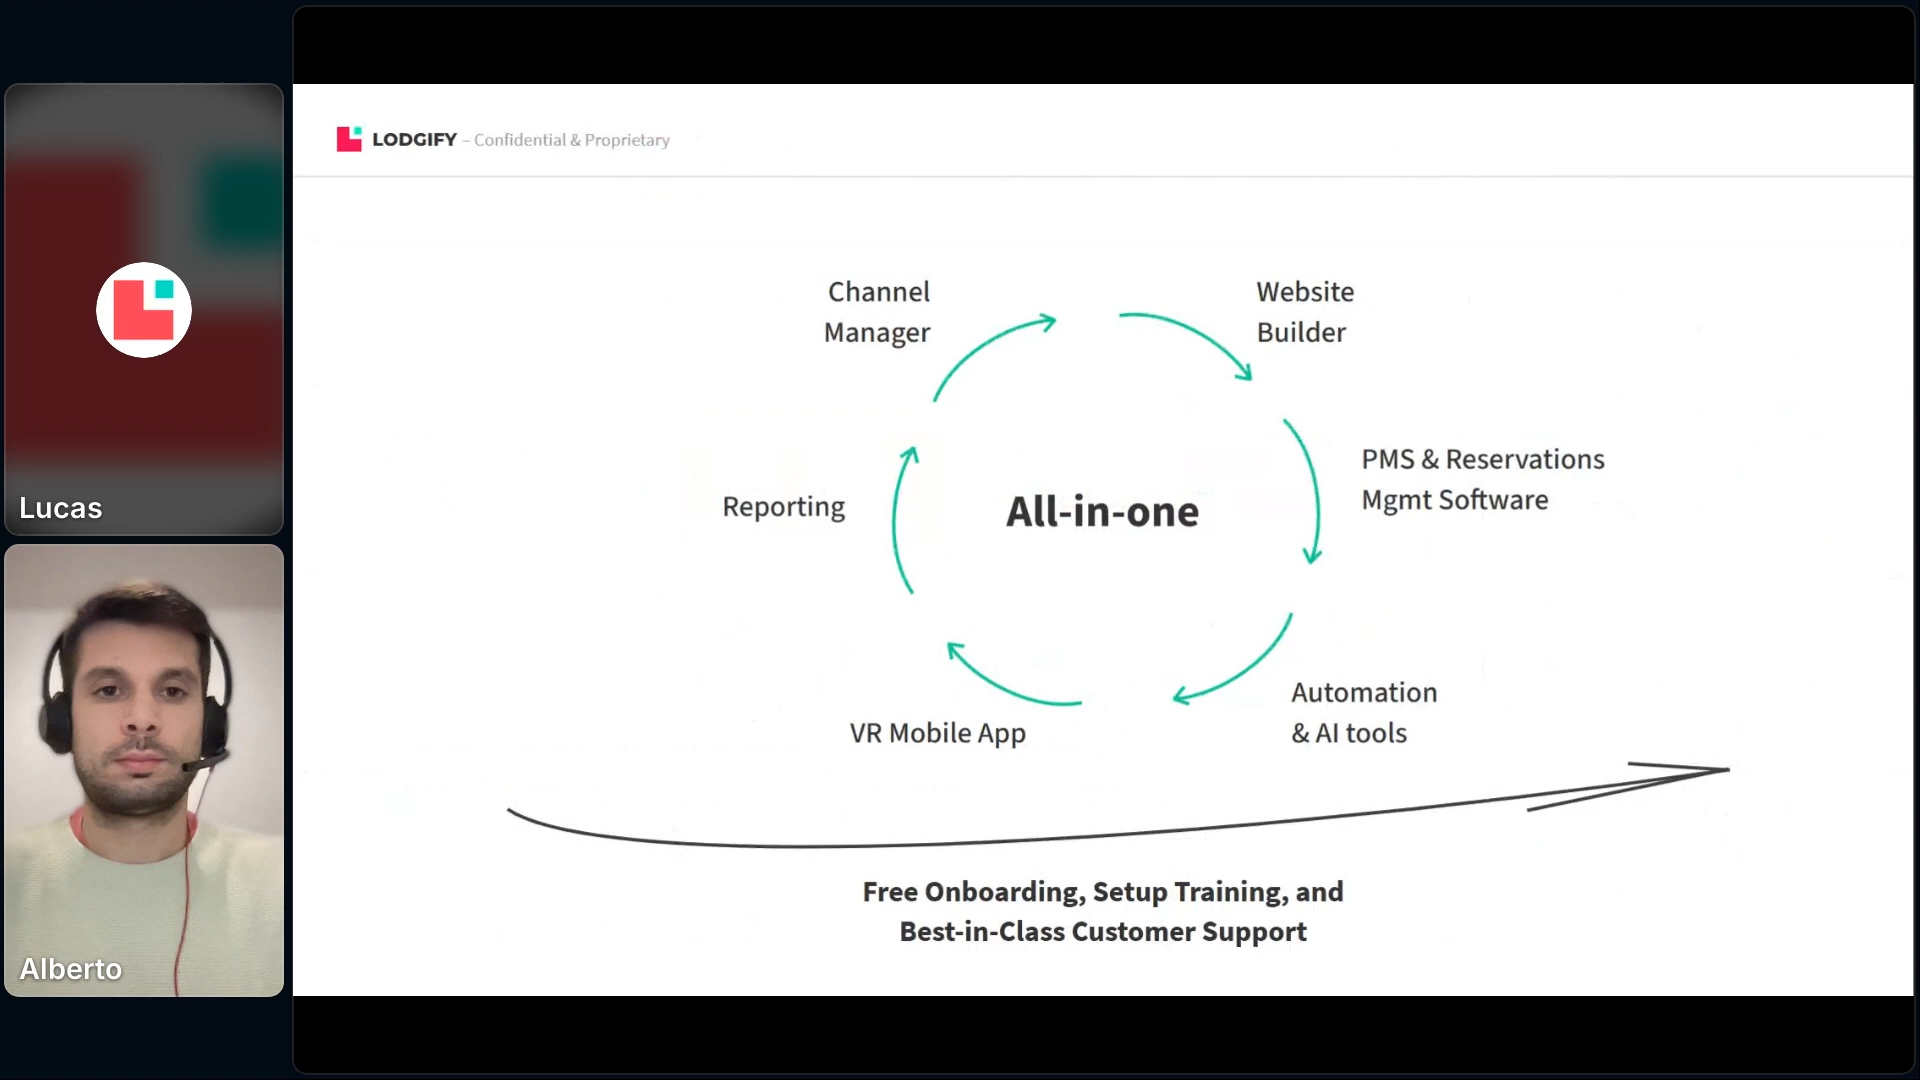 LODGIFY – Confidential & Proprietary
Channel
Manager
Website
Builder
PMS & Reservations
Mgmt Software
Reporting
All-in-one
Automation
& AI tools
VR Mobile App
Free Onboarding, Setup Training, and
Best-in-Class Customer Support
Lucas
Alberto